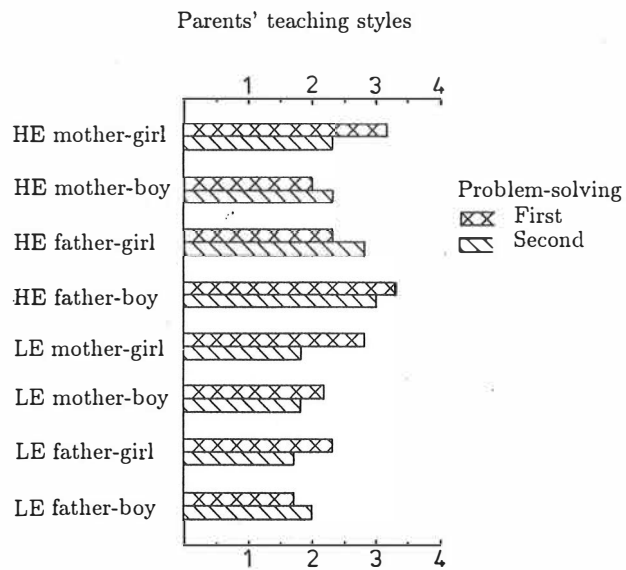 Parents' teaching styles
1 2 3 4
HE mother-girl
HE mother-boy
HE father-girl
HE father-boy
LE mother-girl
LE mother-boy
LE father-girl
LE father-boy
1 2 3 4
Problem-solving
First
Second